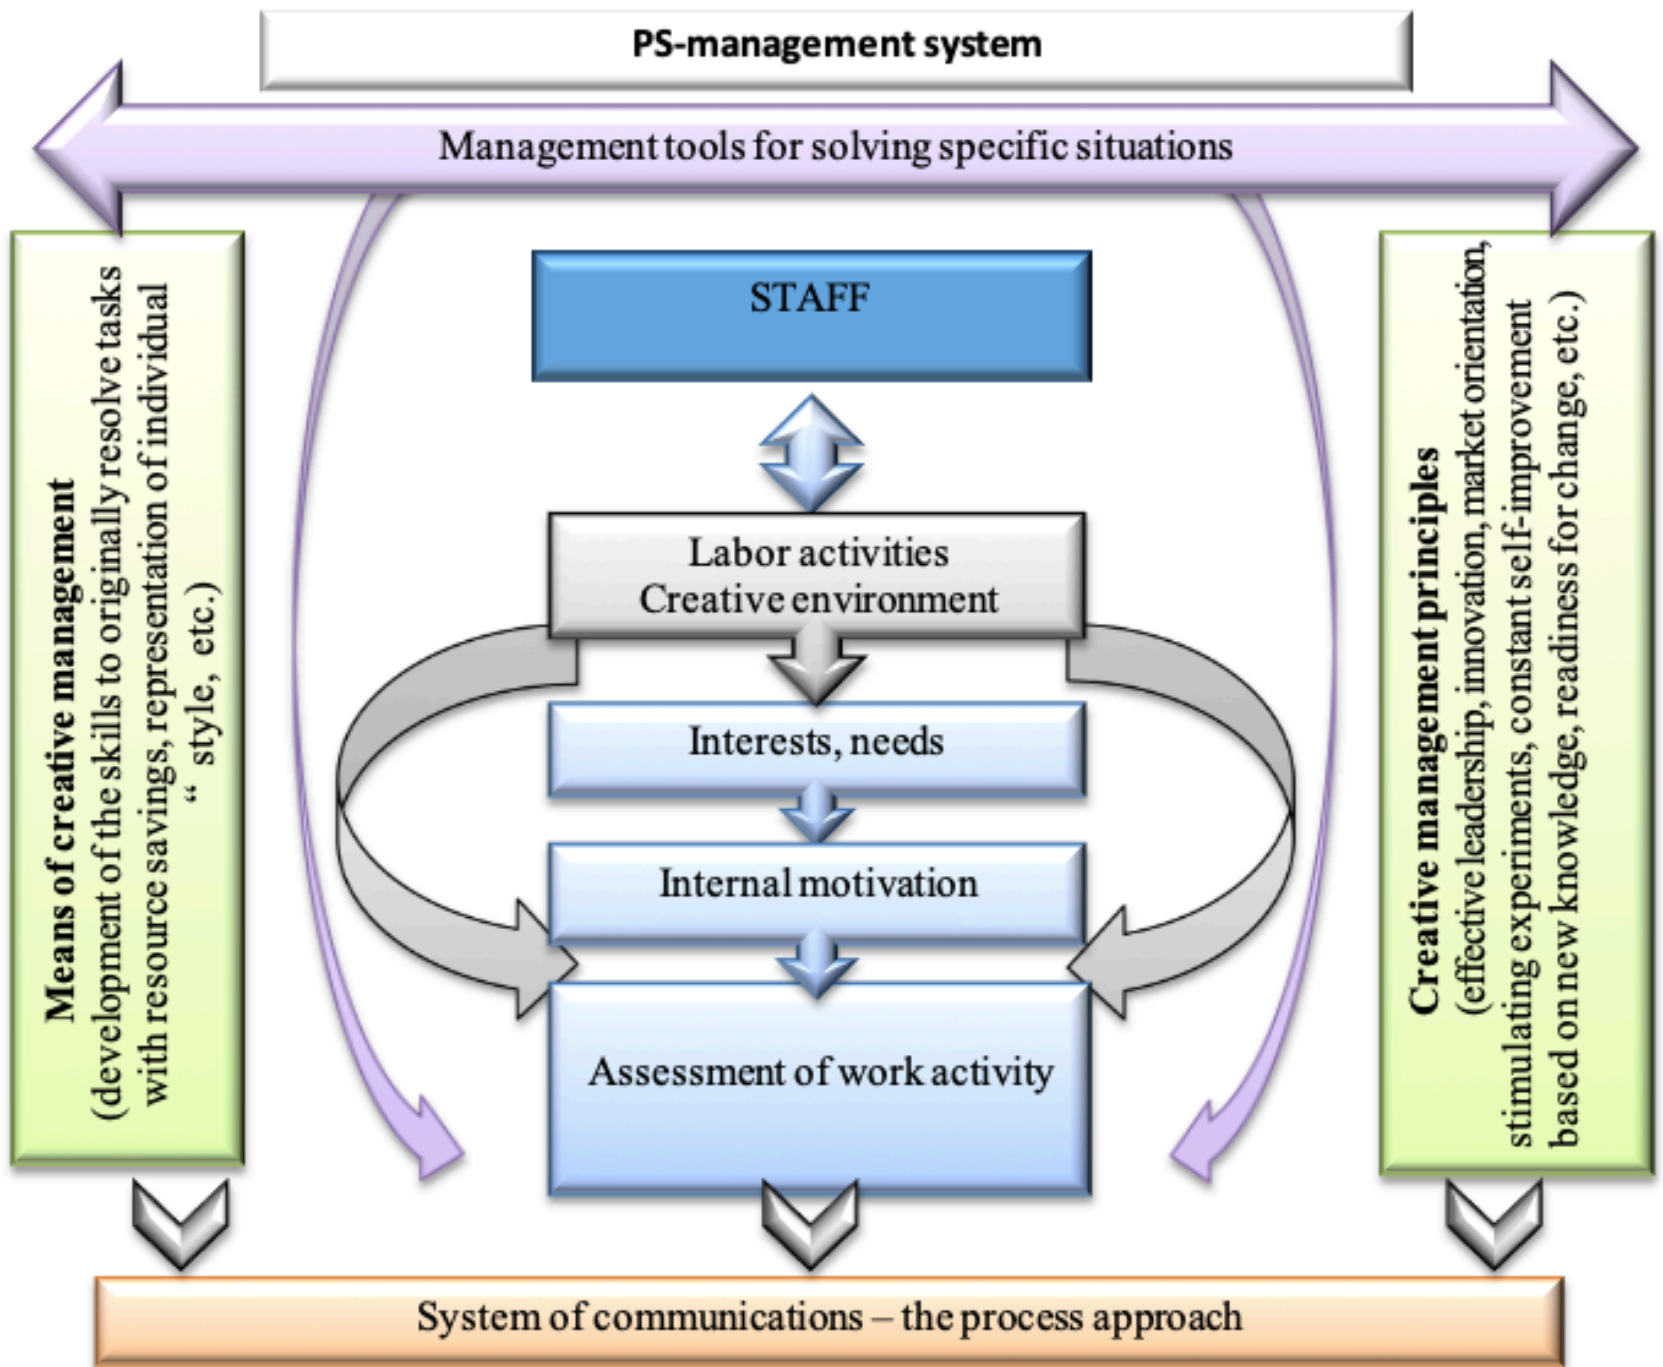 PS-management system
Management tools for solving specific situations
Means of creative management
(development of the skills to originally resolve tasks
with resource savings, representation of individual
“ style, etc.)
STAFF
Labor activities
Creative environment
Interests, needs
Internal motivation
Assessment of work activity
Creative management principles
(effective leadership, innovation, market orientation,
stimulating experiments, constant self-improvement
based on new knowledge, readiness for change, etc.)
System of communications – the process approach